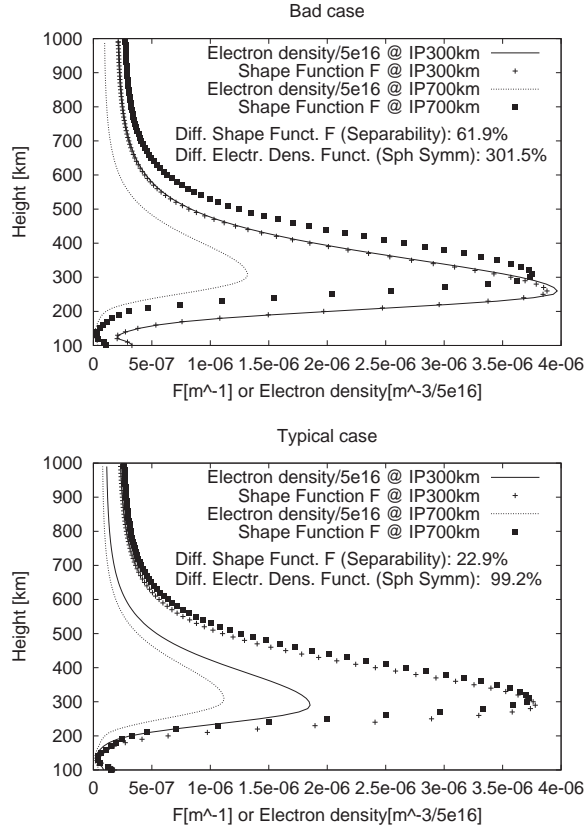 Bad case
1000
900
800
700
600
500
400
300
200
100
Height [km]
Electron density/5e16 @ IP300km
Shape Function F @ IP300km
Electron density/5e16 @ IP700km
Shape Function F @ IP700km
Diff. Shape Funct. F (Separability): 61.9%
Diff. Electr. Dens. Funct. (Sph Symm): 301.5%
0 5e-07 1e-06 1.5e-06 2e-06 2.5e-06 3e-06 3.5e-06 4e-06
F[m^-1] or Electron density[m^-3/5e16]
Typical case
1000
900
800
700
600
500
400
300
200
100
Height [km]
Electron density/5e16 @ IP300km
Shape Function F @ IP300km
Electron density/5e16 @ IP700km
Shape Function F @ IP700km
Diff. Shape Funct. F (Separability): 22.9%
Diff. Electr. Dens. Funct. (Sph Symm): 99.2%
0 5e-07 1e-06 1.5e-06 2e-06 2.5e-06 3e-06 3.5e-06 4e-06
F[m^-1] or Electron density[m^-3/5e16]